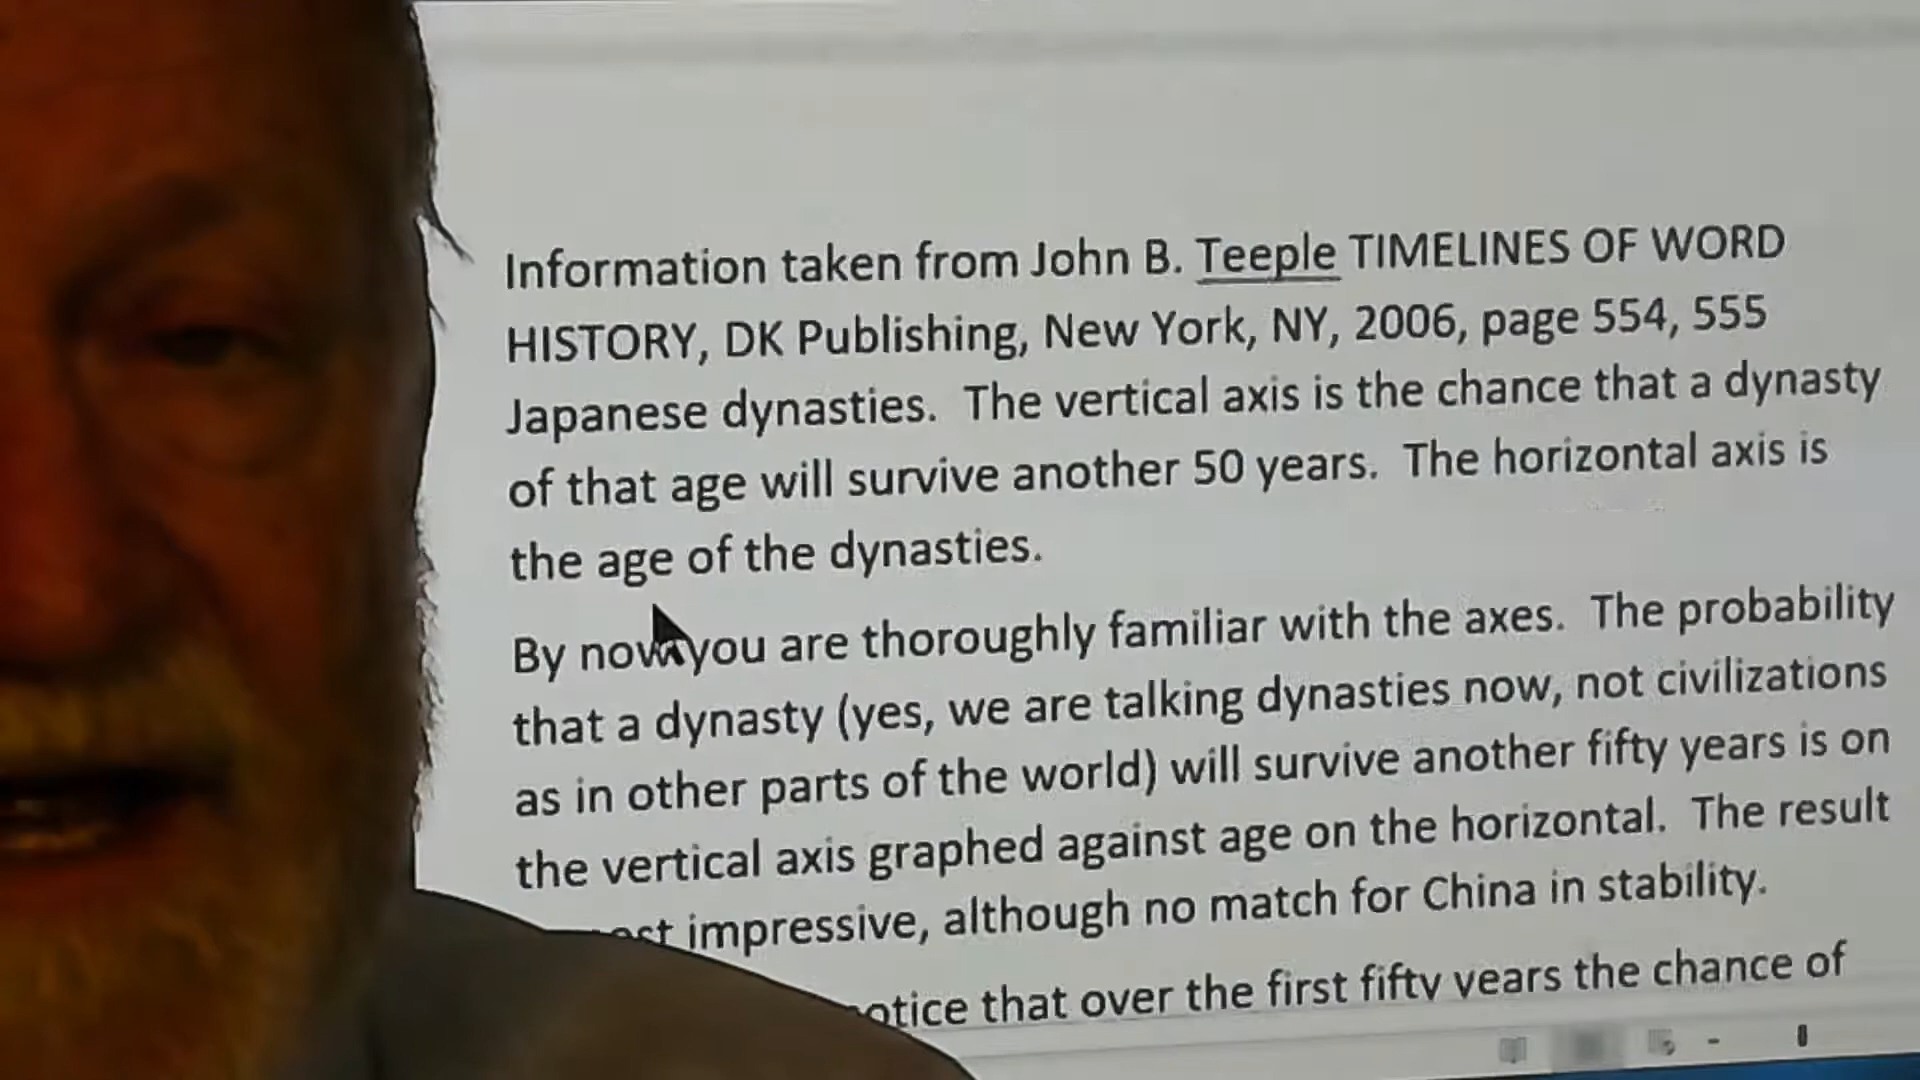 Information taken from John B. Teeple TIMELINES OF WORD
HISTORY, DK Publishing, New York, NY, 2006, page 554, 555
Japanese dynasties. The vertical axis is the chance that a dynasty
of that age will survive another 50 years. The horizontal axis is
the age of the dynasties.
By now you are thoroughly familiar with the axes. The probability
that a dynasty (yes, we are talking dynasties now, not civilizations
as in other parts of the world) will survive another fifty years is on
the vertical axis graphed against age on the horizontal. The result
impressive, although no match for China in stability.
that over the first fifty years the chance of